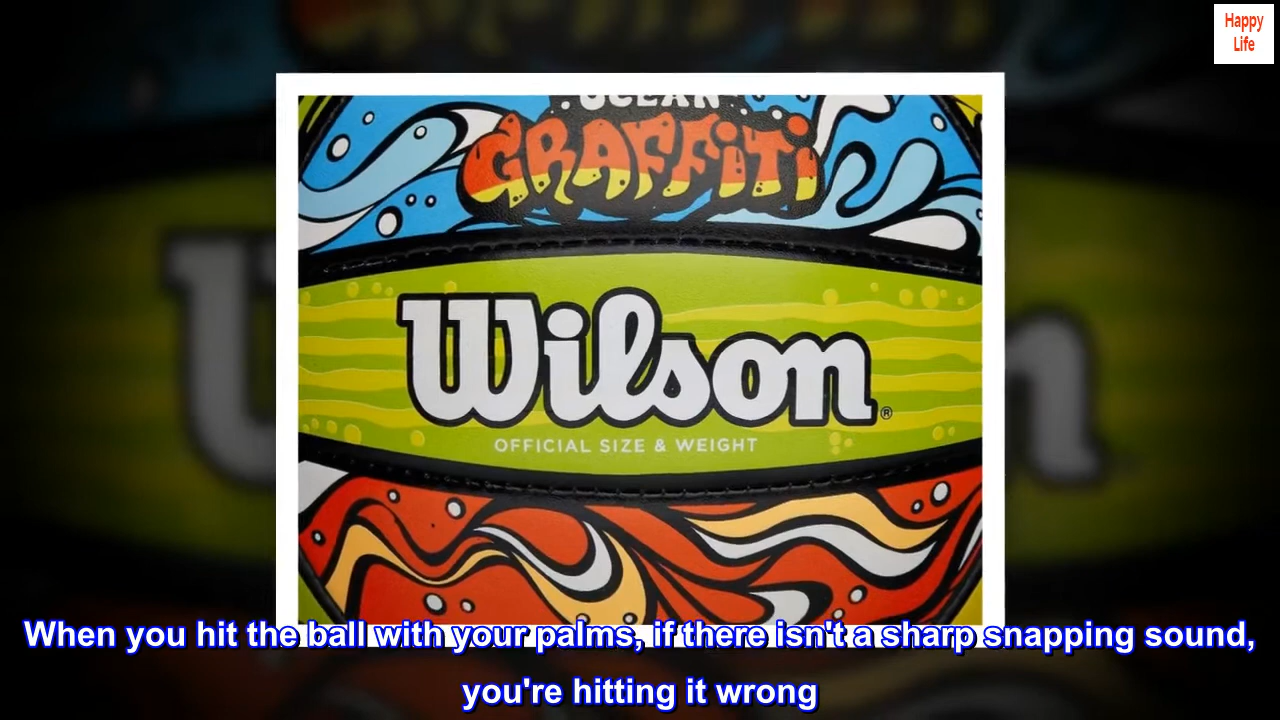 Happy
Life
OCEAN
GRAFFiTi
Wilson®
OFFICIAL SIZE & WEIGHT
When you hit the ball with your palms, if there isn't a sharp snapping sound,
you're hitting it wrong